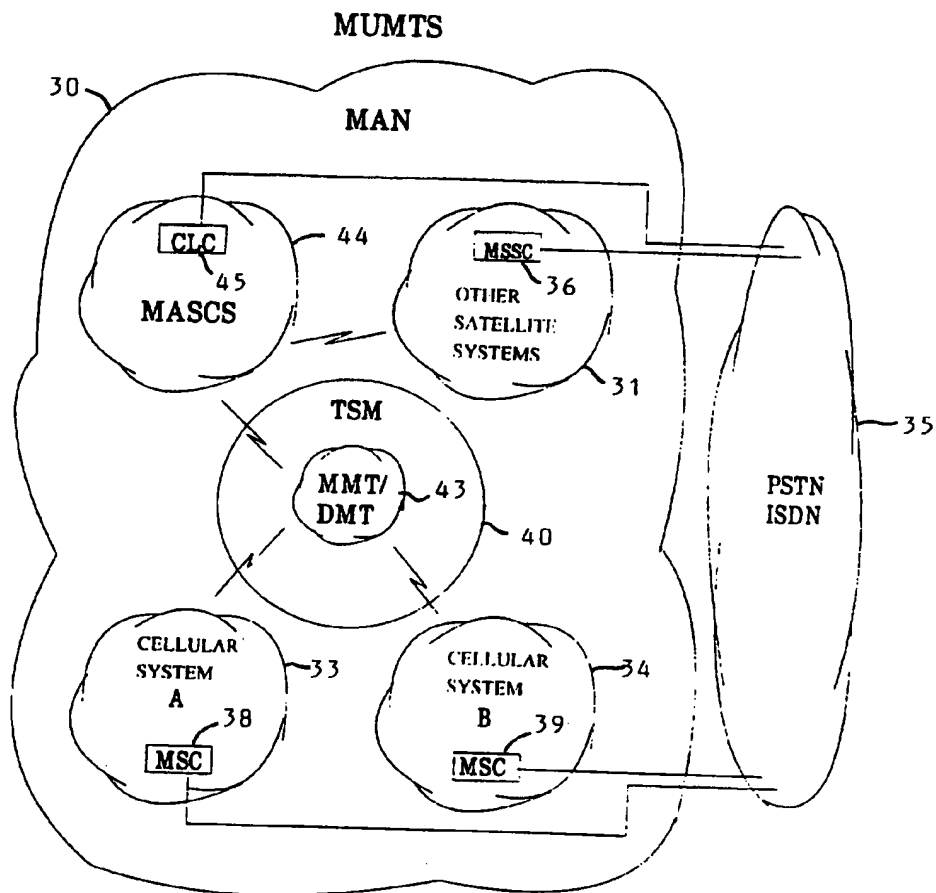 MUMTS
30
MAN
CLC
45
44
MASCS
MSSC
36
OTHER
SATELLITE
SYSTEMS
31
TSM
MMT/
DMT
43
40
35
PSTN
ISDN
CELLULAR
SYSTEM
A
33
38
MSC
CELLULAR
SYSTEM
B
34
39
MSC